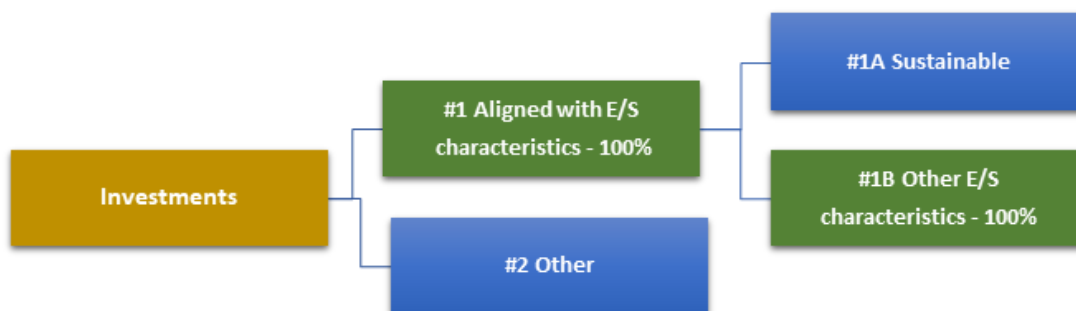 #1A Sustainable
#1 Aligned with E/S
characteristics - 100%
Investments
#1B Other E/S
characteristics - 100%
#2 Other